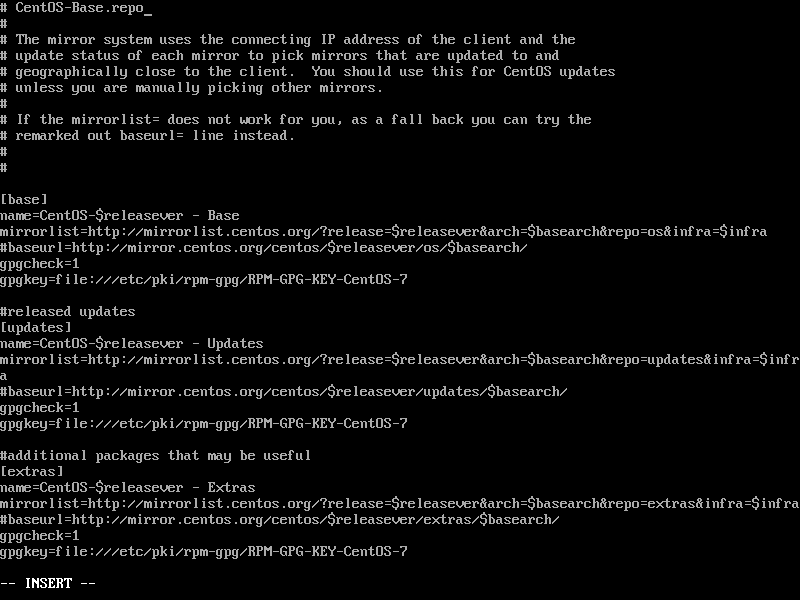 # CentOS-Base.repo_
#
# The mirror system uses the connecting IP address of the client and the
# update status of each mirror to pick mirrors that are updated to and
# geographically close to the client.  You should use this for CentOS updates
# unless you are manually picking other mirrors.
#
# If the mirrorlist= does not work for you, as a fall back you can try the
# remarked out baseurl= line instead.
#
#
[base]
name=CentOS-$releasever - Base
mirrorlist=http://mirrorlist.centos.org/?release=$releasever&arch=$basearch&repo=os&infra=$infra
#baseurl=http://mirror.centos.org/centos/$releasever/os/$basearch/
gpgcheck=1
gpgkey=file:///etc/pki/rpm-gpg/RPM-GPG-KEY-CentOS-7
#released updates
[updates]
name=CentOS-$releasever - Updates
mirrorlist=http://mirrorlist.centos.org/?release=$releasever&arch=$basearch&repo=updates&infra=$infr
a
#baseurl=http://mirror.centos.org/centos/$releasever/updates/$basearch/
gpgcheck=1
gpgkey=file:///etc/pki/rpm-gpg/RPM-GPG-KEY-CentOS-7
#additional packages that may be useful
[extras]
name=CentOS-$releasever - Extras
mirrorlist=http://mirrorlist.centos.org/?release=$releasever&arch=$basearch&repo=extras&infra=$infra
#baseurl=http://mirror.centos.org/centos/$releasever/extras/$basearch/
gpgcheck=1
gpgkey=file:///etc/pki/rpm-gpg/RPM-GPG-KEY-CentOS-7
-- INSERT --